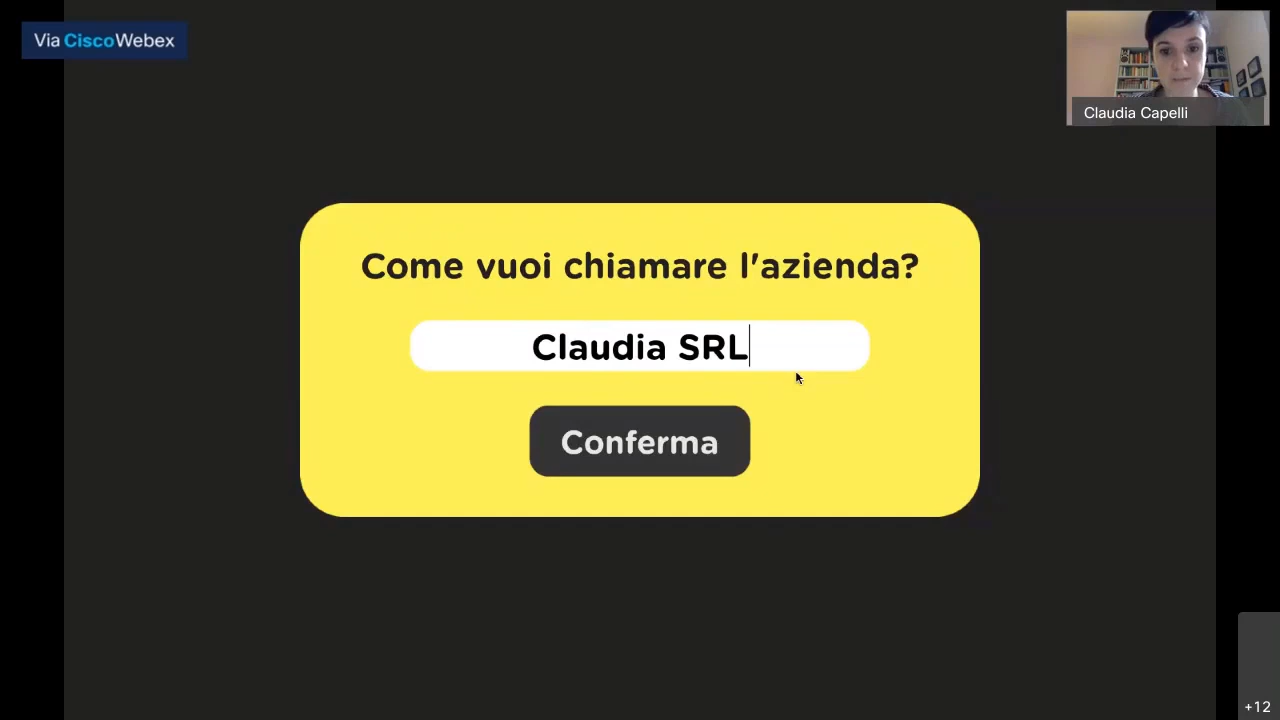 Via CiscoWebex
Claudia Capelli
Come vuoi chiamare l'azienda?
Claudia SRL
Conferma
+12